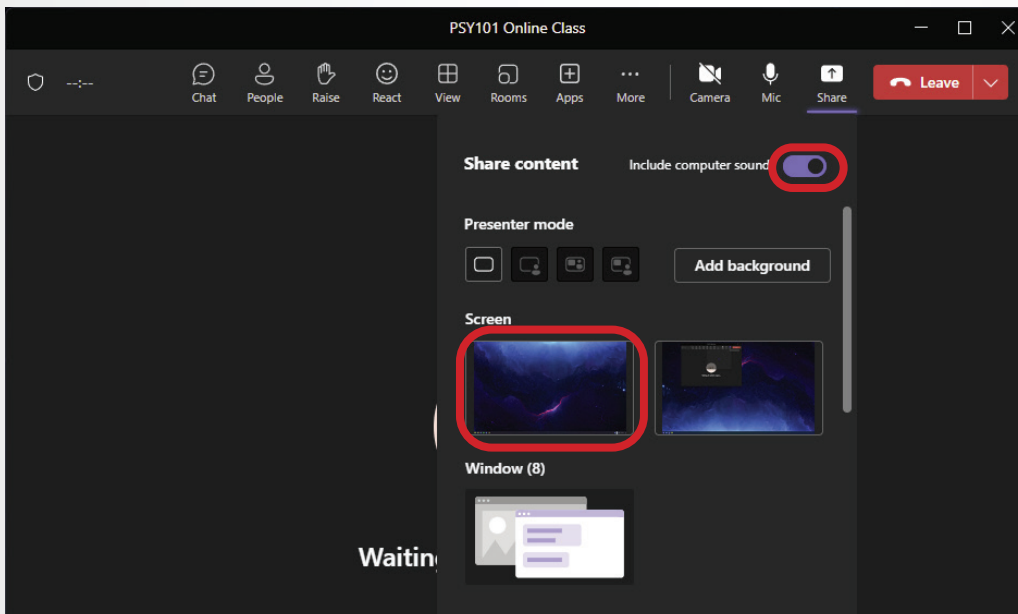 PSY101 Online Class
--:--
Chat People Raise React View Rooms Apps More Camera Mic Share Leave
Share content Include computer sound
Presenter mode
Add background
Screen
Window (8)
Waiting